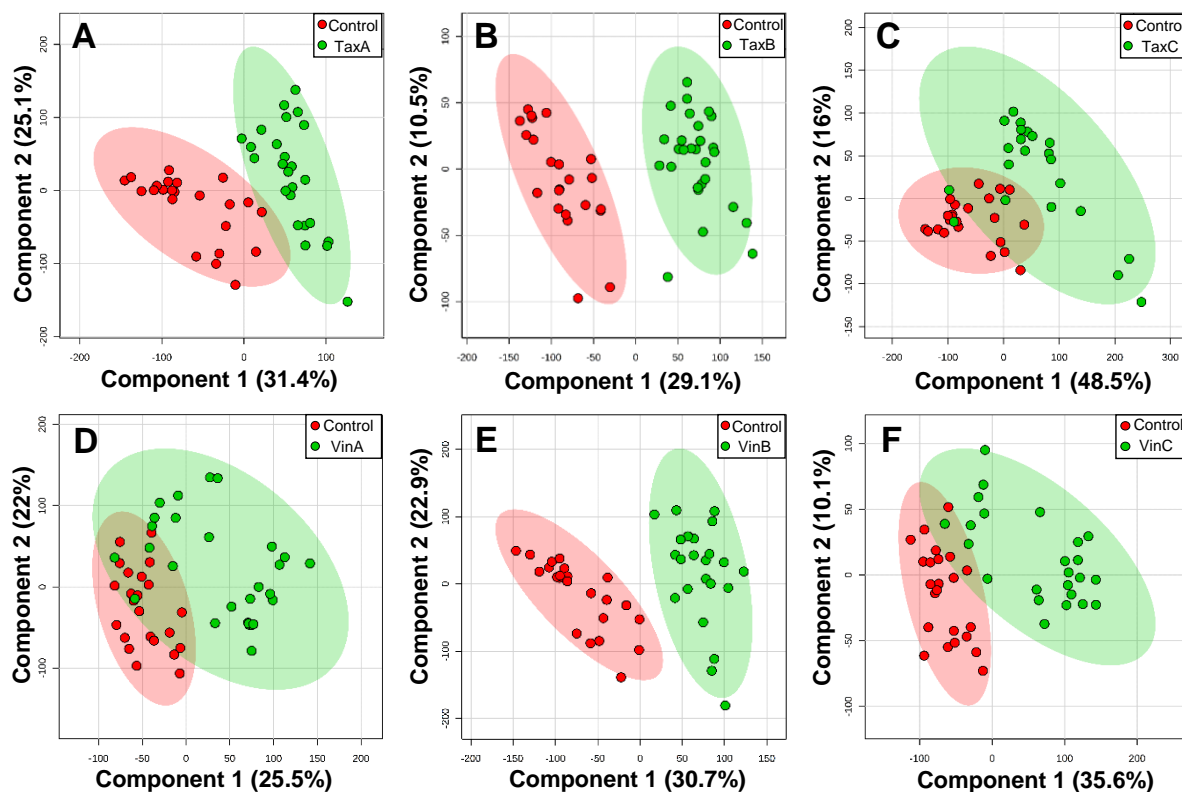 A
Control
TaxA
Component 2 (25.1%)
200
100
0
-100
-200
-200
-100
0
100
Component 1 (31.4%)
B
Control
TaxB
Component 2 (10.5%)
100
50
0
-50
-100
-200
-150
-100
-50
0
50
100
150
Component 1 (29.1%)
C
Control
TaxC
Component 2 (16%)
200
150
100
50
0
-50
-100
-150
-200
-100
0
100
200
300
Component 1 (48.5%)
D
Control
VinA
Component 2 (22%)
200
100
0
-100
-100
-50
0
50
100
150
200
Component 1 (25.5%)
E
Control
VinB
Component 2 (22.9%)
200
100
0
-100
-200
-200
-100
0
100
Component 1 (30.7%)
F
Control
VinC
Component 2 (10.1%)
100
50
0
-50
-100
-200
-100
0
100
200
Component 1 (35.6%)